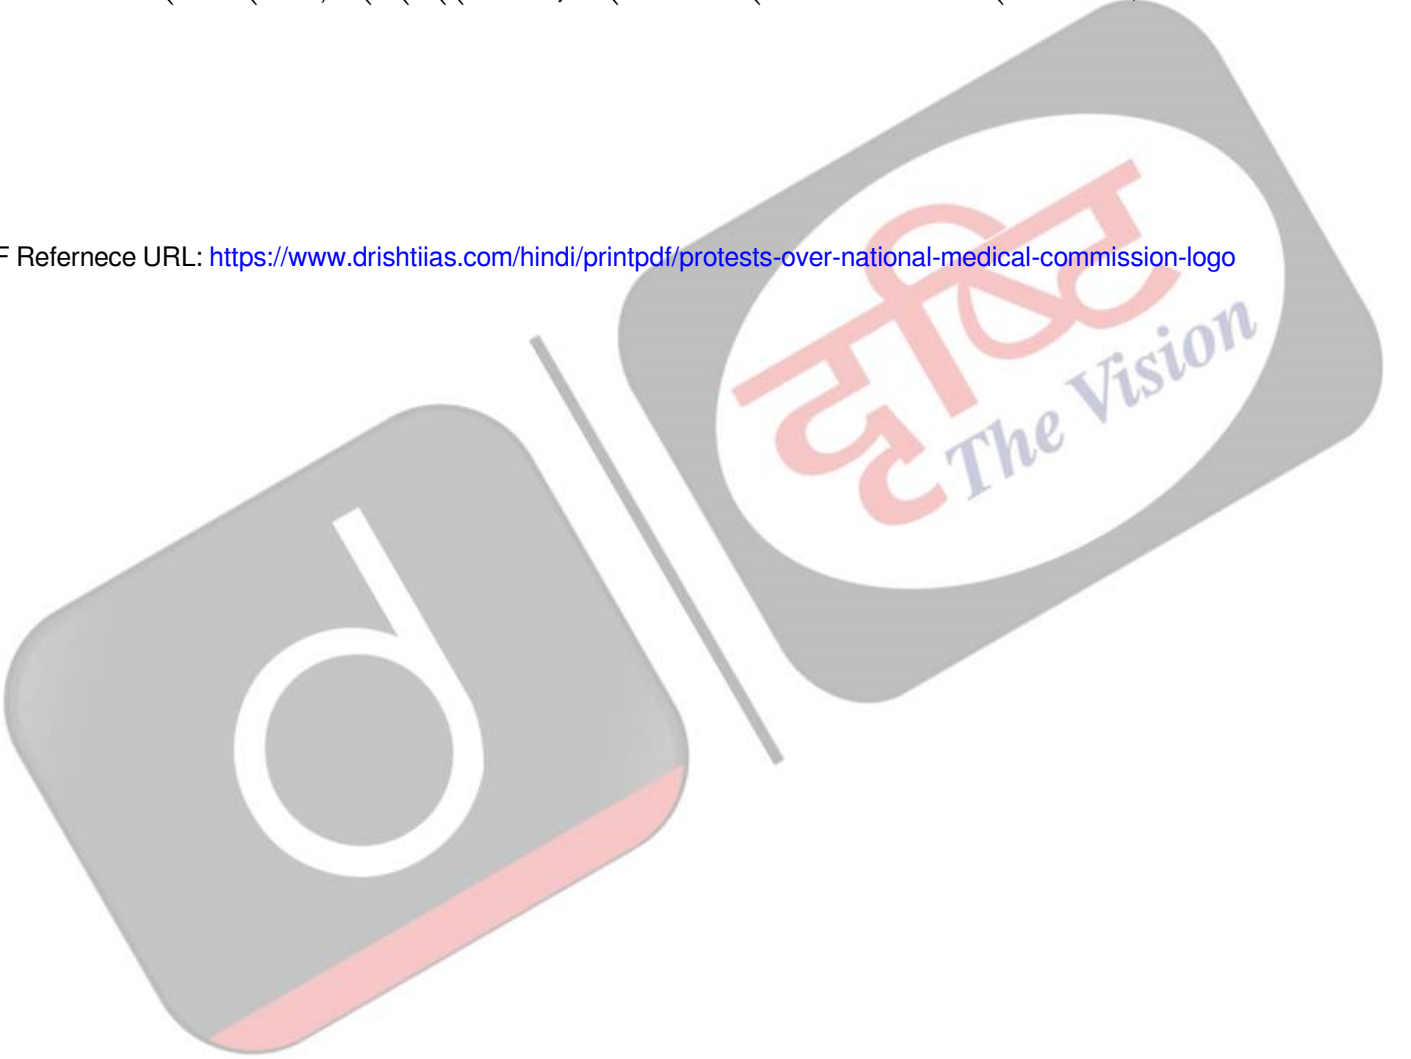 F Refernece URL: https://www.drishtiias.com/hindi/printpdf/protests-over-national-medical-commission-logo
दृष्टि
The Vision
d